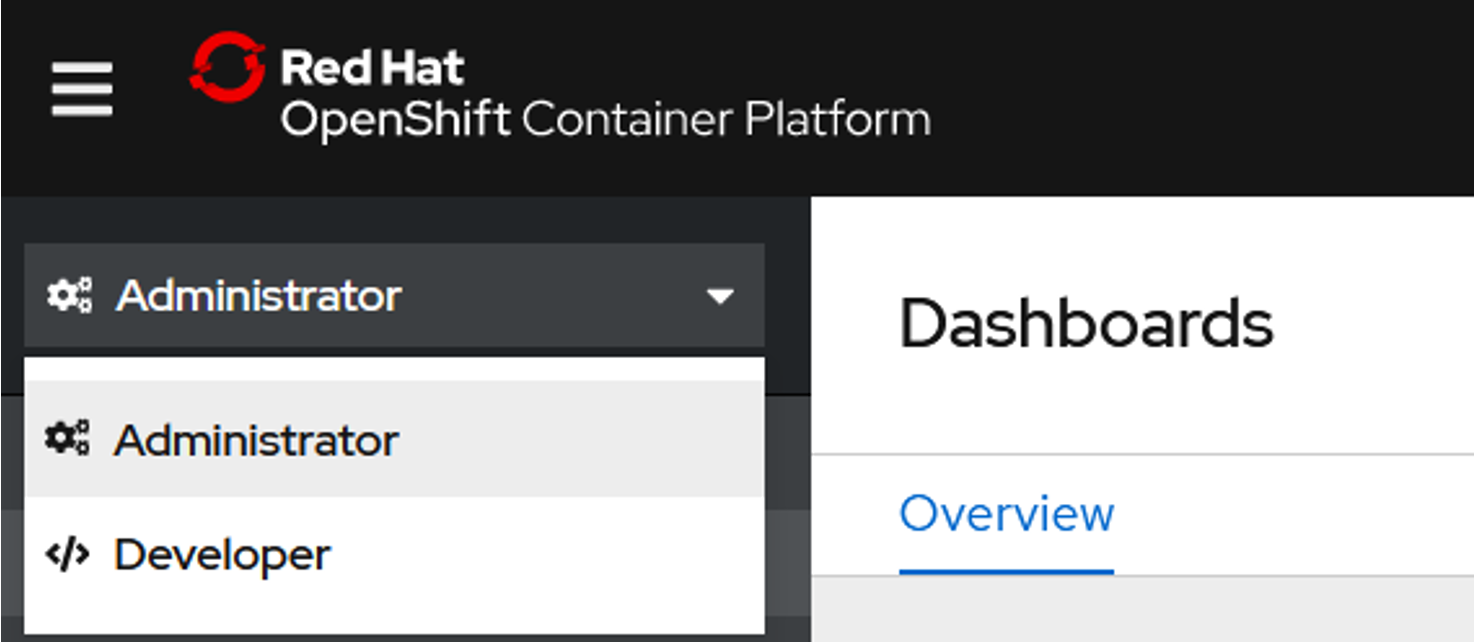 Red Hat
OpenShift Container Platform
Administrator
Administrator
Developer
Dashboards
Overview